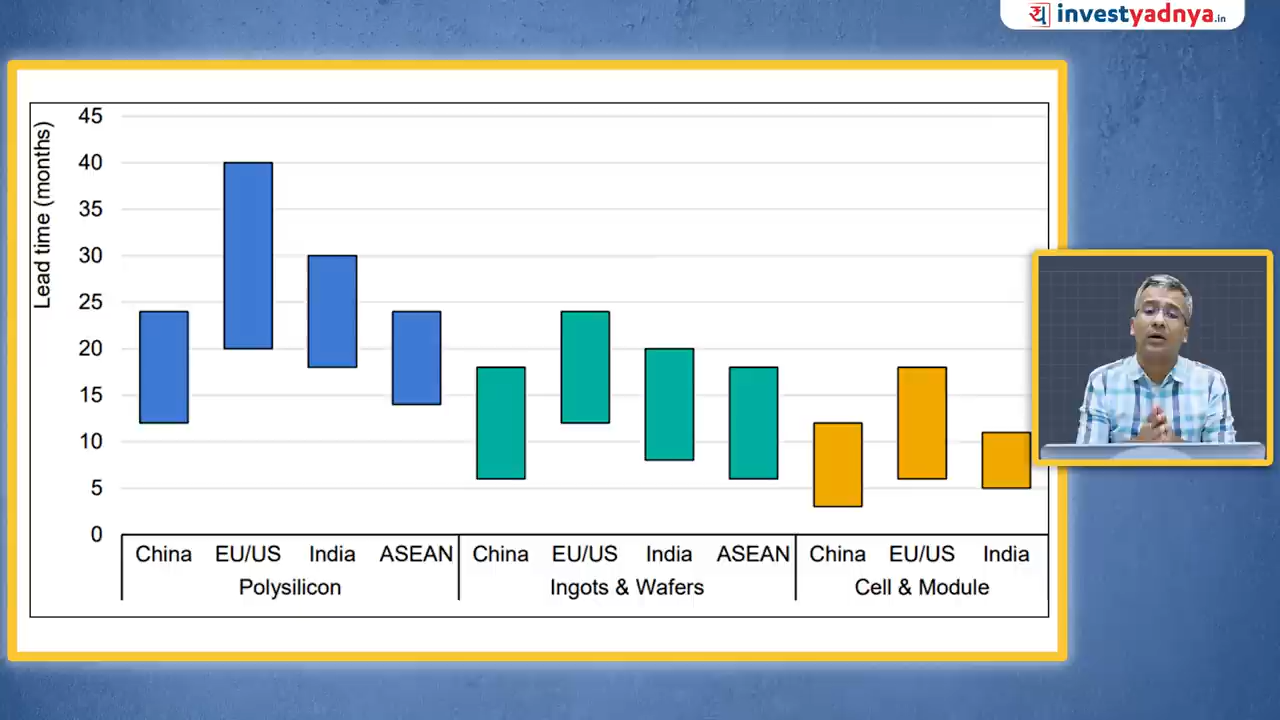 य investyadnya.in
Lead time (months)
45
40
35
30
25
20
15
10
5
0
China EU/US India ASEAN China EU/US India ASEAN China EU/US India
Polysilicon Ingots & Wafers Cell & Module